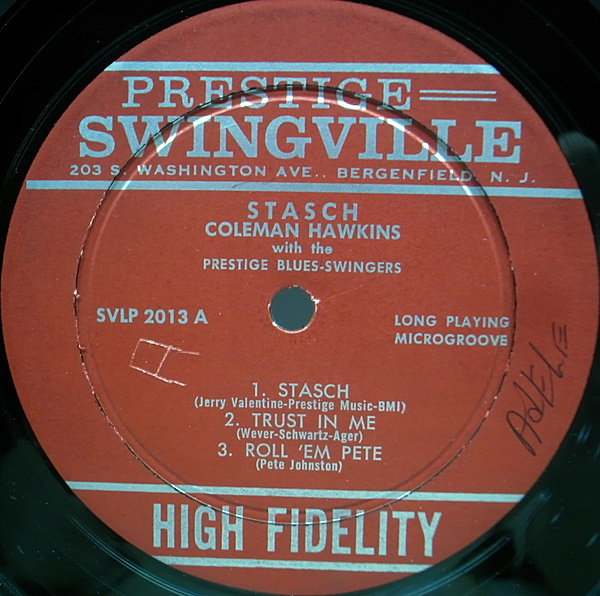 PRESTIGE
SWINGVILLE
203 S. WASHINGTON AVE., BERGENFIELD, N. J.
STASCH
COLEMAN HAWKINS
with the
PRESTIGE BLUES-SWINGERS
SVLP 2013 A
LONG PLAYING
MICROGROOVE
1. STASCH
(Jerry Valentine-Prestige Music-BMI)
2. TRUST IN ME
(Wever-Schwartz-Ager)
3. ROLL 'EM PETE
(Pete Johnston)
HIGH FIDELITY